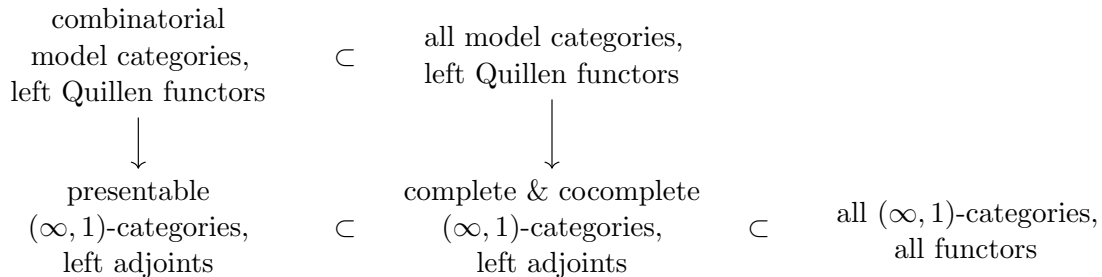 combinatorial
model categories,
left Quillen functors
⊂
all model categories,
left Quillen functors
presentable
(∞, 1)-categories,
left adjoints
⊂
complete & cocomplete
(∞, 1)-categories,
left adjoints
⊂
all (∞, 1)-categories,
all functors